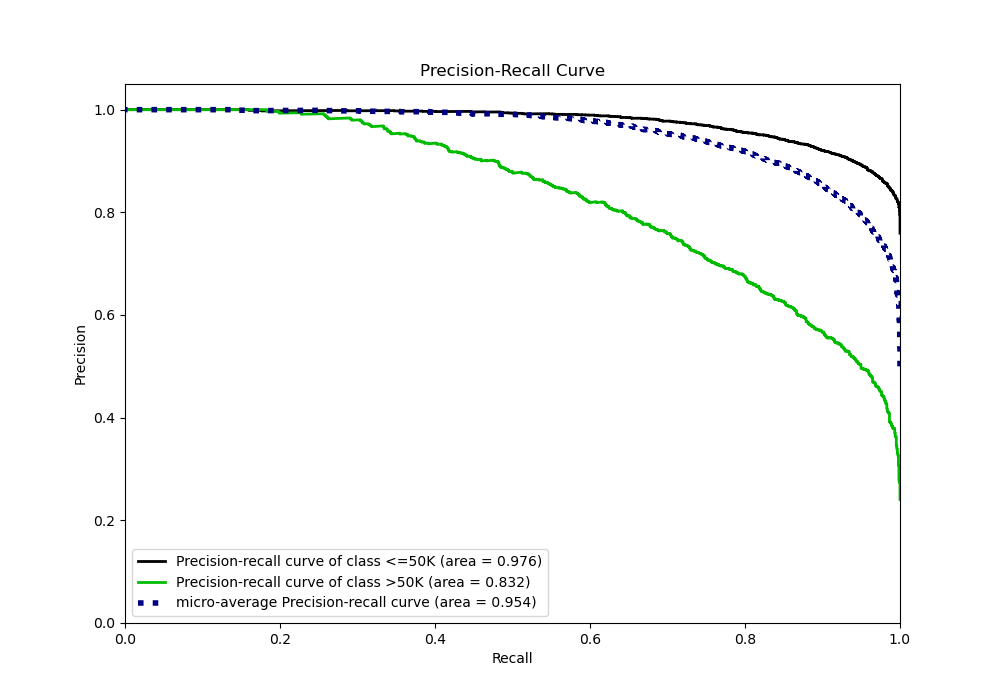 Precision-Recall Curve
1.0
0.8
0.6
0.4
0.2
0.0
Precision
Precision-recall curve of class <=50K (area = 0.976)
Precision-recall curve of class >50K (area = 0.832)
micro-average Precision-recall curve (area = 0.954)
0.0 0.2 0.4 0.6 0.8 1.0
Recall